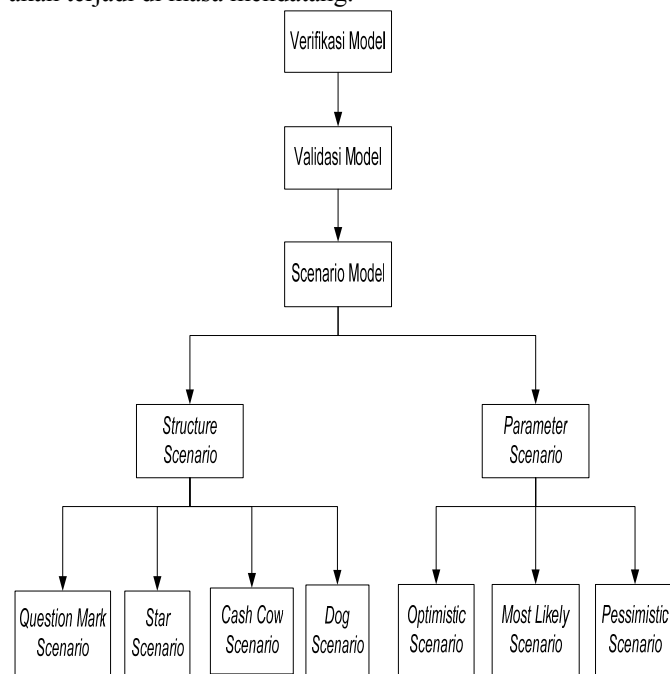 akan terjadi di masa mendatang.
Verifikasi Model
Validasi Model
Scenario Model
Structure
Scenario
Parameter
Scenario
Question Mark
Scenario
Star
Scenario
Cash Cow
Scenario
Dog
Scenario
Optimistic
Scenario
Most Likely
Scenario
Pessimistic
Scenario